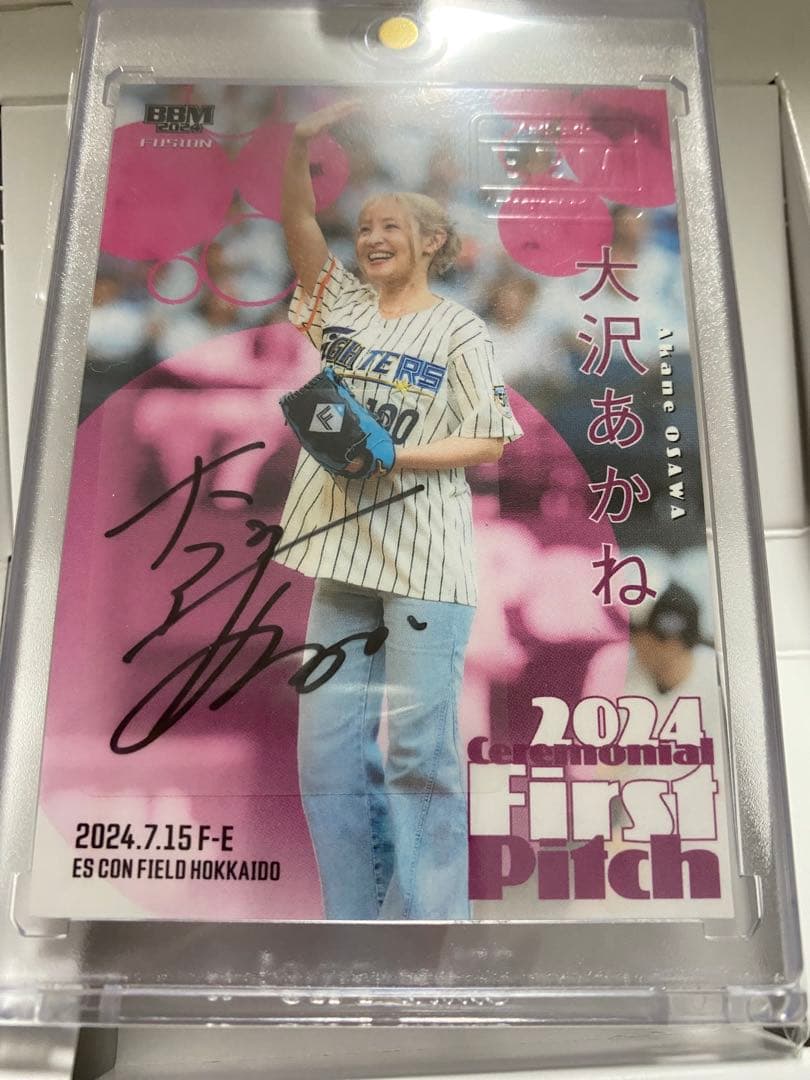 BBM
2024
FUSION
大沢あかね
Akane OSAWA
FIGHTERS
100
F
2024
Ceremonial
First
Pitch
2024.7.15 F-E
ES CON FIELD HOKKAIDO